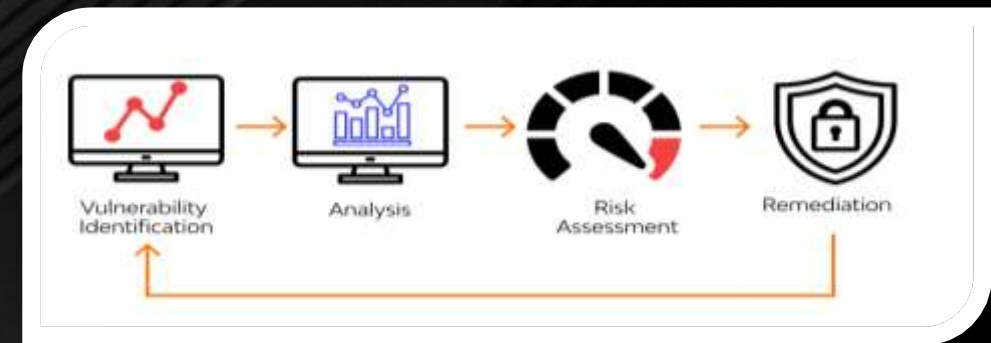 Vulnerability
Identification
Analysis
Risk
Assessment
Remediation